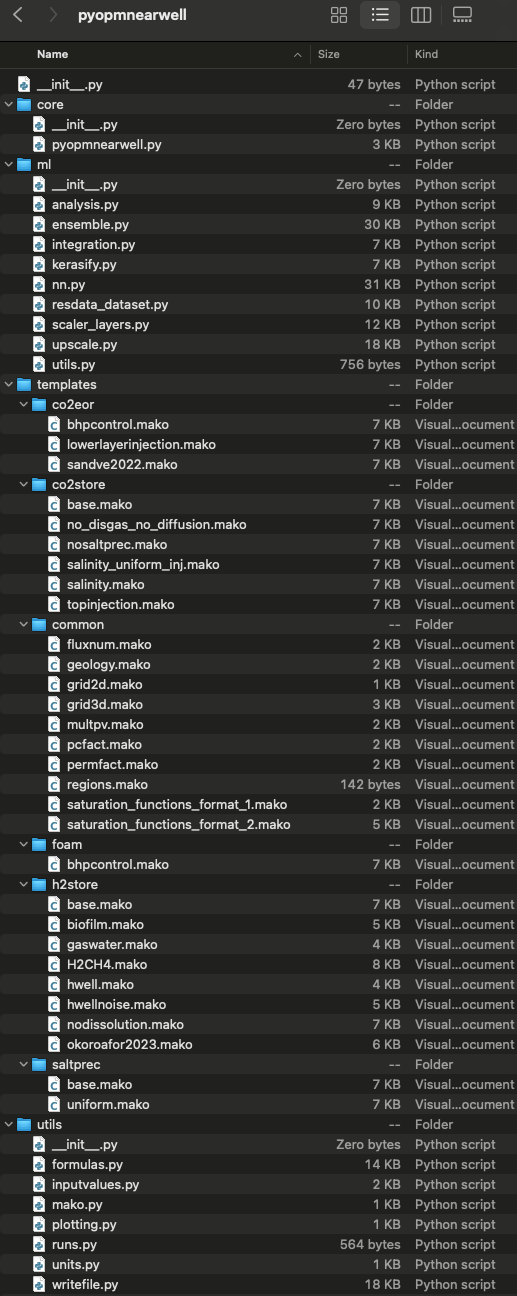 pyopmnearwell
Name Size Kind
__init__.py 47 bytes Python script
core -- Folder
__init__.py Zero bytes Python script
pyopmnearwell.py 3 KB Python script
ml -- Folder
__init__.py Zero bytes Python script
analysis.py 9 KB Python script
ensemble.py 30 KB Python script
integration.py 7 KB Python script
kerasify.py 7 KB Python script
nn.py 31 KB Python script
resdata_dataset.py 10 KB Python script
scaler_layers.py 12 KB Python script
upscale.py 18 KB Python script
utils.py 756 bytes Python script
templates -- Folder
co2eor -- Folder
bhpcontrol.mako 7 KB Visual...ocument
lowerlayerinjection.mako 7 KB Visual...ocument
sandve2022.mako 7 KB Visual...ocument
co2store -- Folder
base.mako 7 KB Visual...ocument
no_disgas_no_diffusion.mako 7 KB Visual...ocument
nosaltprec.mako 7 KB Visual...ocument
salinity_uniform_inj.mako 7 KB Visual...ocument
salinity.mako 7 KB Visual...ocument
topinjection.mako 7 KB Visual...ocument
common -- Folder
fluxnum.mako 2 KB Visual...ocument
geology.mako 2 KB Visual...ocument
grid2d.mako 1 KB Visual...ocument
grid3d.mako 3 KB Visual...ocument
multpv.mako 2 KB Visual...ocument
pcfact.mako 2 KB Visual...ocument
permfact.mako 2 KB Visual...ocument
regions.mako 142 bytes Visual...ocument
saturation_functions_format_1.mako 2 KB Visual...ocument
saturation_functions_format_2.mako 5 KB Visual...ocument
foam -- Folder
bhpcontrol.mako 7 KB Visual...ocument
h2store -- Folder
base.mako 7 KB Visual...ocument
biofilm.mako 5 KB Visual...ocument
gaswater.mako 4 KB Visual...ocument
H2CH4.mako 8 KB Visual...ocument
hwell.mako 4 KB Visual...ocument
hwellnoise.mako 5 KB Visual...ocument
nodissolution.mako 7 KB Visual...ocument
okoroafor2023.mako 6 KB Visual...ocument
saltprec -- Folder
base.mako 7 KB Visual...ocument
uniform.mako 7 KB Visual...ocument
utils -- Folder
__init__.py Zero bytes Python script
formulas.py 14 KB Python script
inputvalues.py 2 KB Python script
mako.py 1 KB Python script
plotting.py 1 KB Python script
runs.py 564 bytes Python script
units.py 1 KB Python script
writefile.py 18 KB Python script